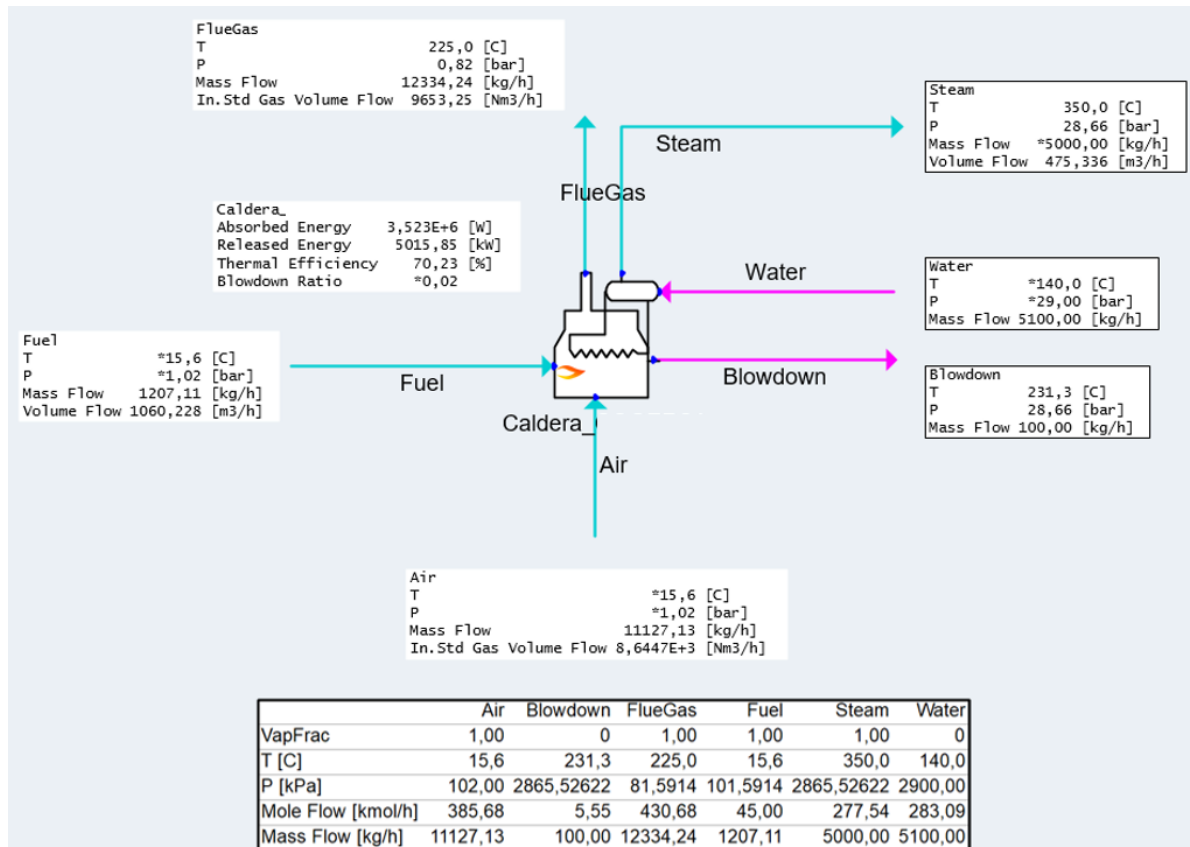 FlueGas
T 225,0 [C]
P 0,82 [bar]
Mass Flow 12334,24 [kg/h]
In.Std Gas Volume Flow 9653,25 [Nm3/h]
Steam
T 350,0 [C]
P 28,66 [bar]
Mass Flow *5000,00 [kg/h]
Volume Flow 475,336 [m3/h]
Steam
FlueGas
Caldera_
Absorbed Energy 3,523E+6 [W]
Released Energy 5015,85 [kW]
Thermal Efficiency 70,23 [%]
Blowdown Ratio *0,02
Water
Water
T *140,0 [C]
P *29,00 [bar]
Mass Flow 5100,00 [kg/h]
Fuel
T *15,6 [C]
P *1,02 [bar]
Mass Flow 1207,11 [kg/h]
Volume Flow 1060,228 [m3/h]
Fuel
Blowdown
Blowdown
T 231,3 [C]
P 28,66 [bar]
Mass Flow 100,00 [kg/h]
Caldera_
Air
Air
T *15,6 [C]
P *1,02 [bar]
Mass Flow 11127,13 [kg/h]
In.Std Gas Volume Flow 8,6447E+3 [Nm3/h]
Air Blowdown FlueGas Fuel Steam Water
VapFrac 1,00 0 1,00 1,00 1,00 0
T [C] 15,6 231,3 225,0 15,6 350,0 140,0
P [kPa] 102,00 2865,52622 81,5914 101,5914 2865,52622 2900,00
Mole Flow [kmol/h] 385,68 5,55 430,68 45,00 277,54 283,09
Mass Flow [kg/h] 11127,13 100,00 12334,24 1207,11 5000,00 5100,00